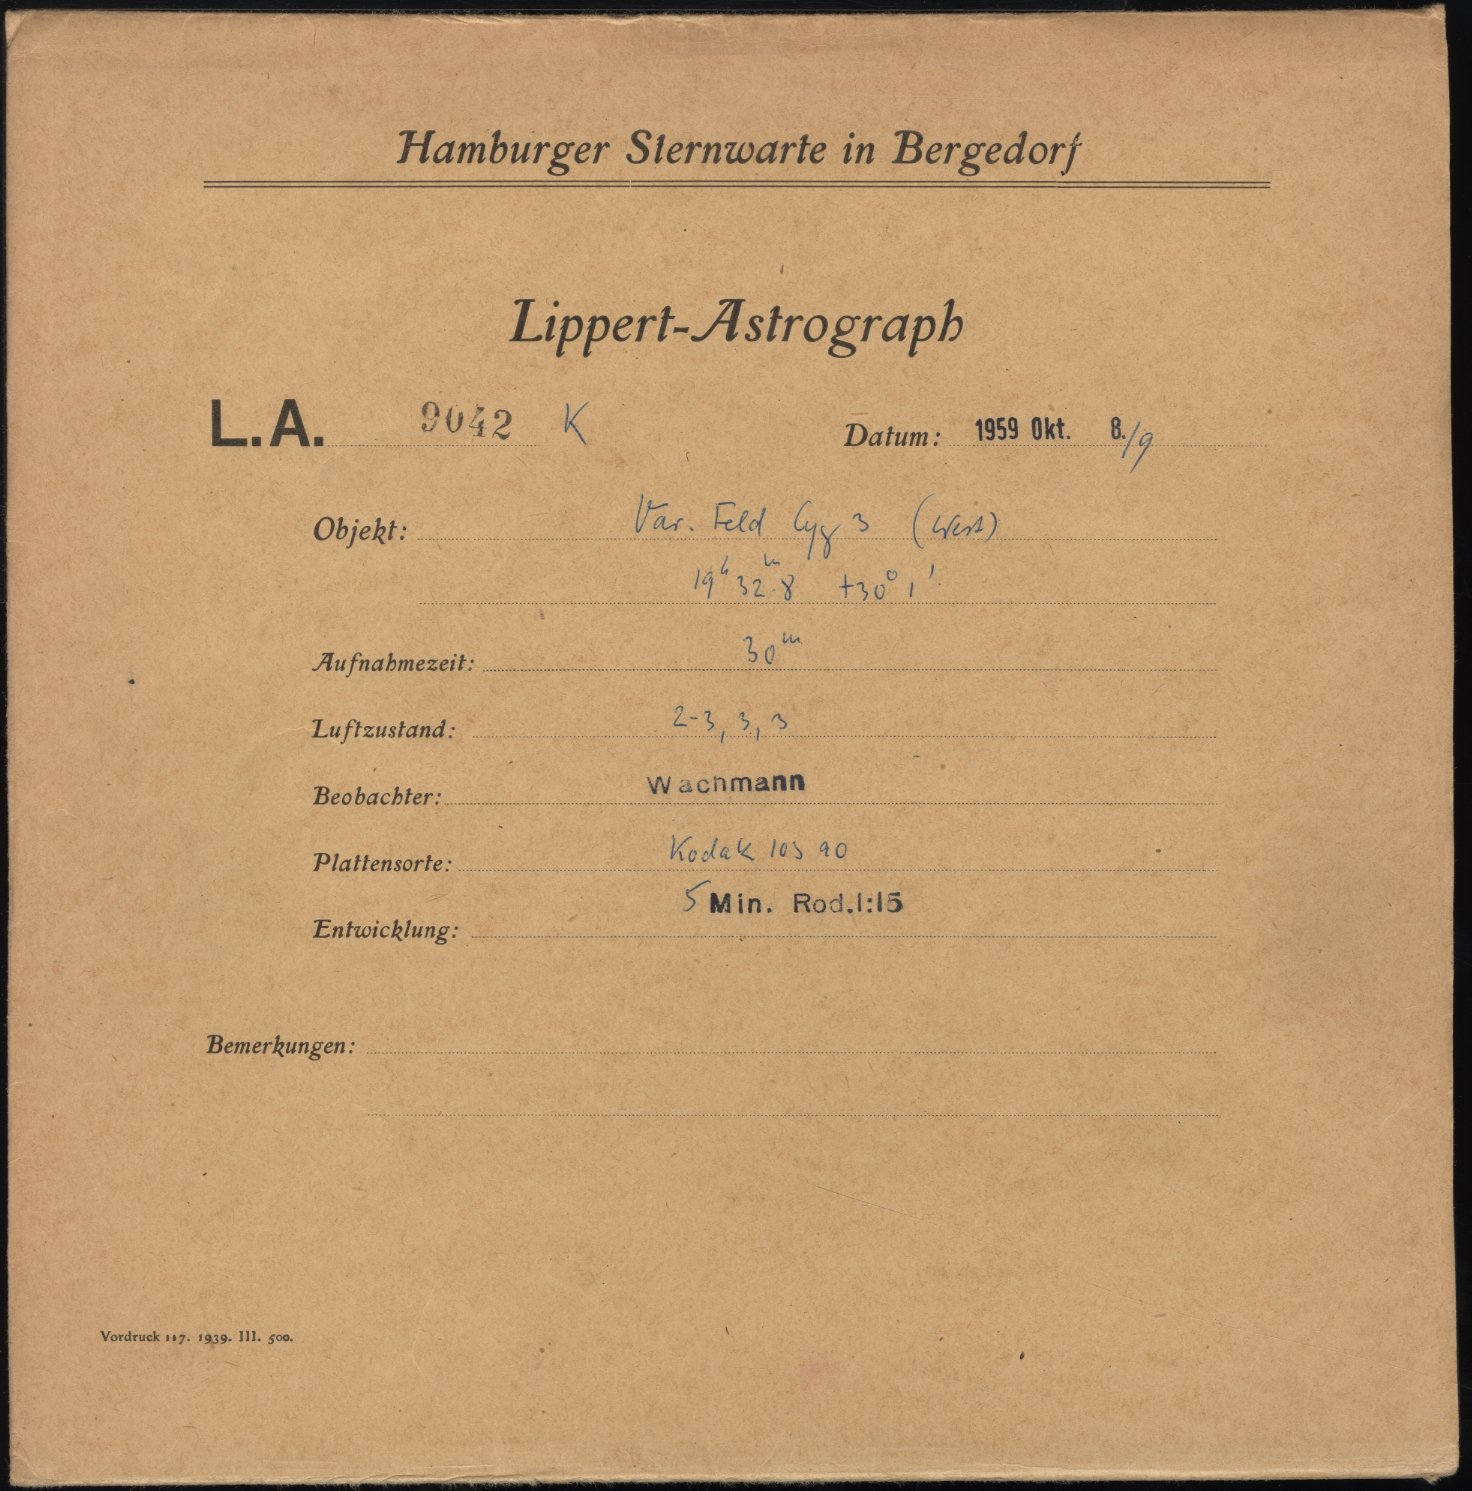 Hamburger Sternwarte in Bergedorf
Lippert-Astrograph
L.A. 9042 K Datum: 1959 Okt. 8./9
Objekt: Var. Feld Cyg 3 (West)
19ʰ 32ᵐ.8 +30° 1'
Aufnahmezeit: 30ᵐ
Luftzustand: 2-3, 3, 3
Beobachter: Wachmann
Plattensorte: Kodak 103 a0
Entwicklung: 5 Min. Rod.1:15
Bemerkungen:
Vordruck 117. 1939. III. 500.